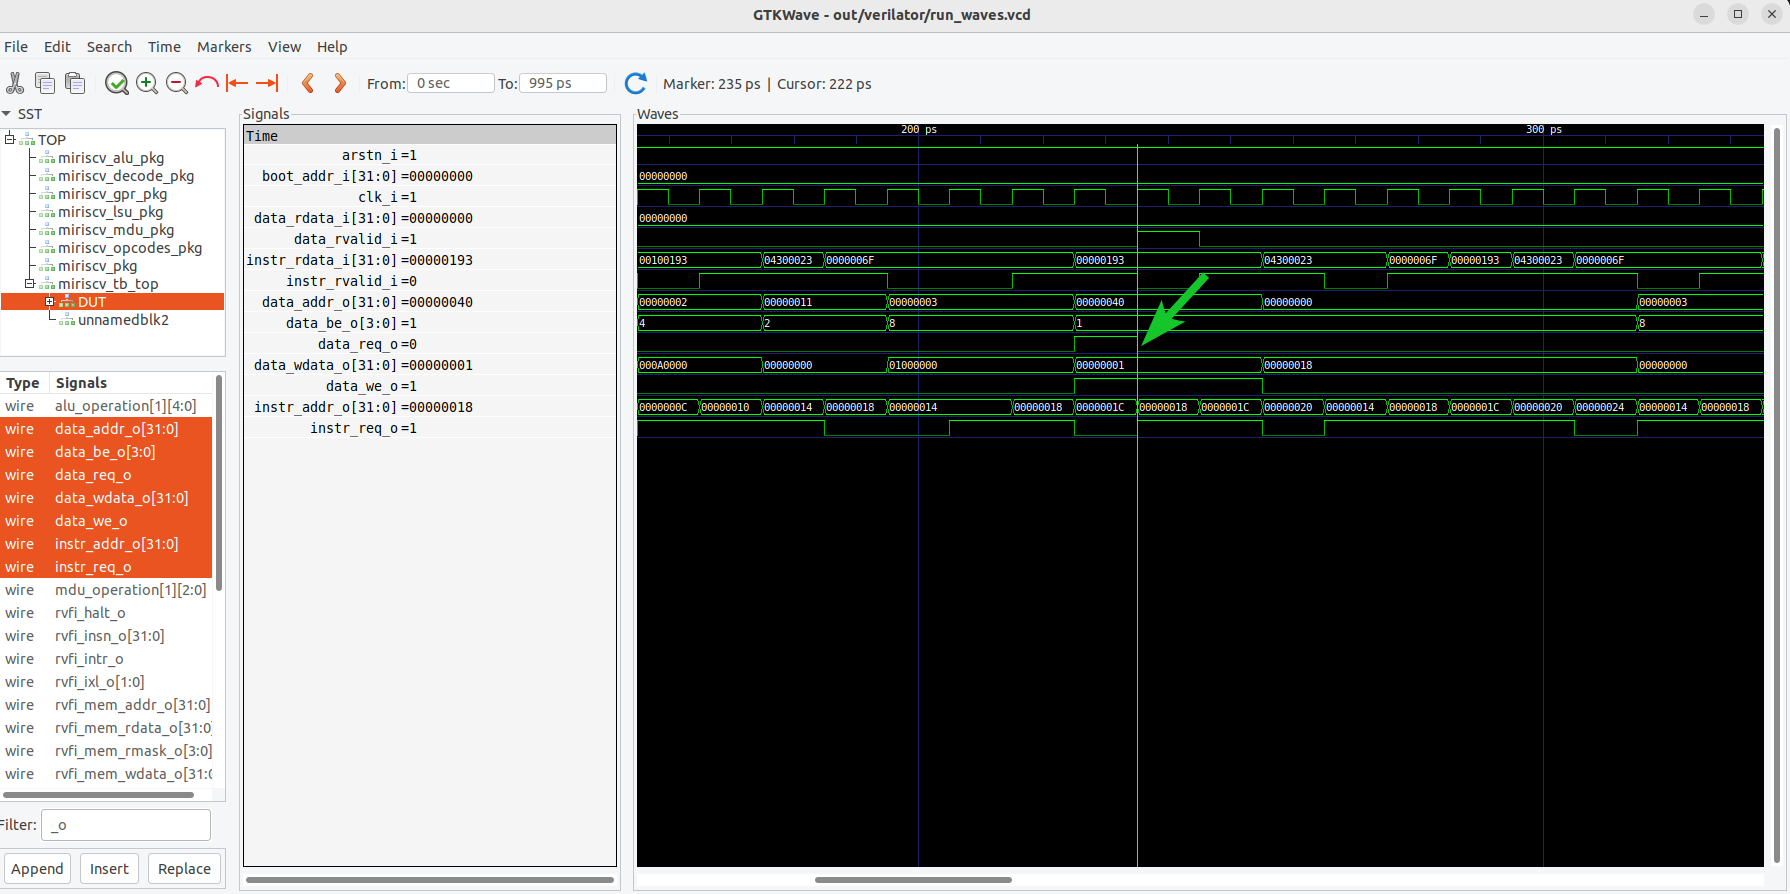 GTKWave - out/verilator/run_waves.vcd
File Edit Search Time Markers View Help
From: 0 sec To: 995 ps Marker: 235 ps | Cursor: 222 ps
SST
TOP
miriscv_alu_pkg
miriscv_decode_pkg
miriscv_gpr_pkg
miriscv_lsu_pkg
miriscv_mdu_pkg
miriscv_opcodes_pkg
miriscv_pkg
miriscv_tb_top
DUT
unnamedblk2
Type Signals
wire alu_operation[1][4:0]
wire data_addr_o[31:0]
wire data_be_o[3:0]
wire data_req_o
wire data_wdata_o[31:0]
wire data_we_o
wire instr_addr_o[31:0]
wire instr_req_o
wire mdu_operation[1][2:0]
wire rvfi_halt_o
wire rvfi_insn_o[31:0]
wire rvfi_intr_o
wire rvfi_ixl_o[1:0]
wire rvfi_mem_addr_o[31:0]
wire rvfi_mem_rdata_o[31:0]
wire rvfi_mem_rmask_o[3:0]
wire rvfi_mem_wdata_o[31:0
Filter: _o
Append Insert Replace
Signals
Time
arstn_i=1
boot_addr_i[31:0]=00000000
clk_i=1
data_rdata_i[31:0]=00000000
data_rvalid_i=1
instr_rdata_i[31:0]=00000193
instr_rvalid_i=0
data_addr_o[31:0]=00000040
data_be_o[3:0]=1
data_req_o=0
data_wdata_o[31:0]=00000001
data_we_o=1
instr_addr_o[31:0]=00000018
instr_req_o=1
Waves
200 ps 300 ps
00000000
00000000
00100193 04300023 0000006F 00000193 04300023 0000006F 00000193 04300023 0000006F
00000002 00000011 00000003 00000040 00000000 00000003
4 2 8 1 8
000A0000 00000000 01000000 00000001 00000018 00000000
0000000C 00000010 00000014 00000018 00000014 00000018 0000001C 00000018 0000001C 00000020 00000014 00000018 0000001C 00000020 00000024 00000014 00000018